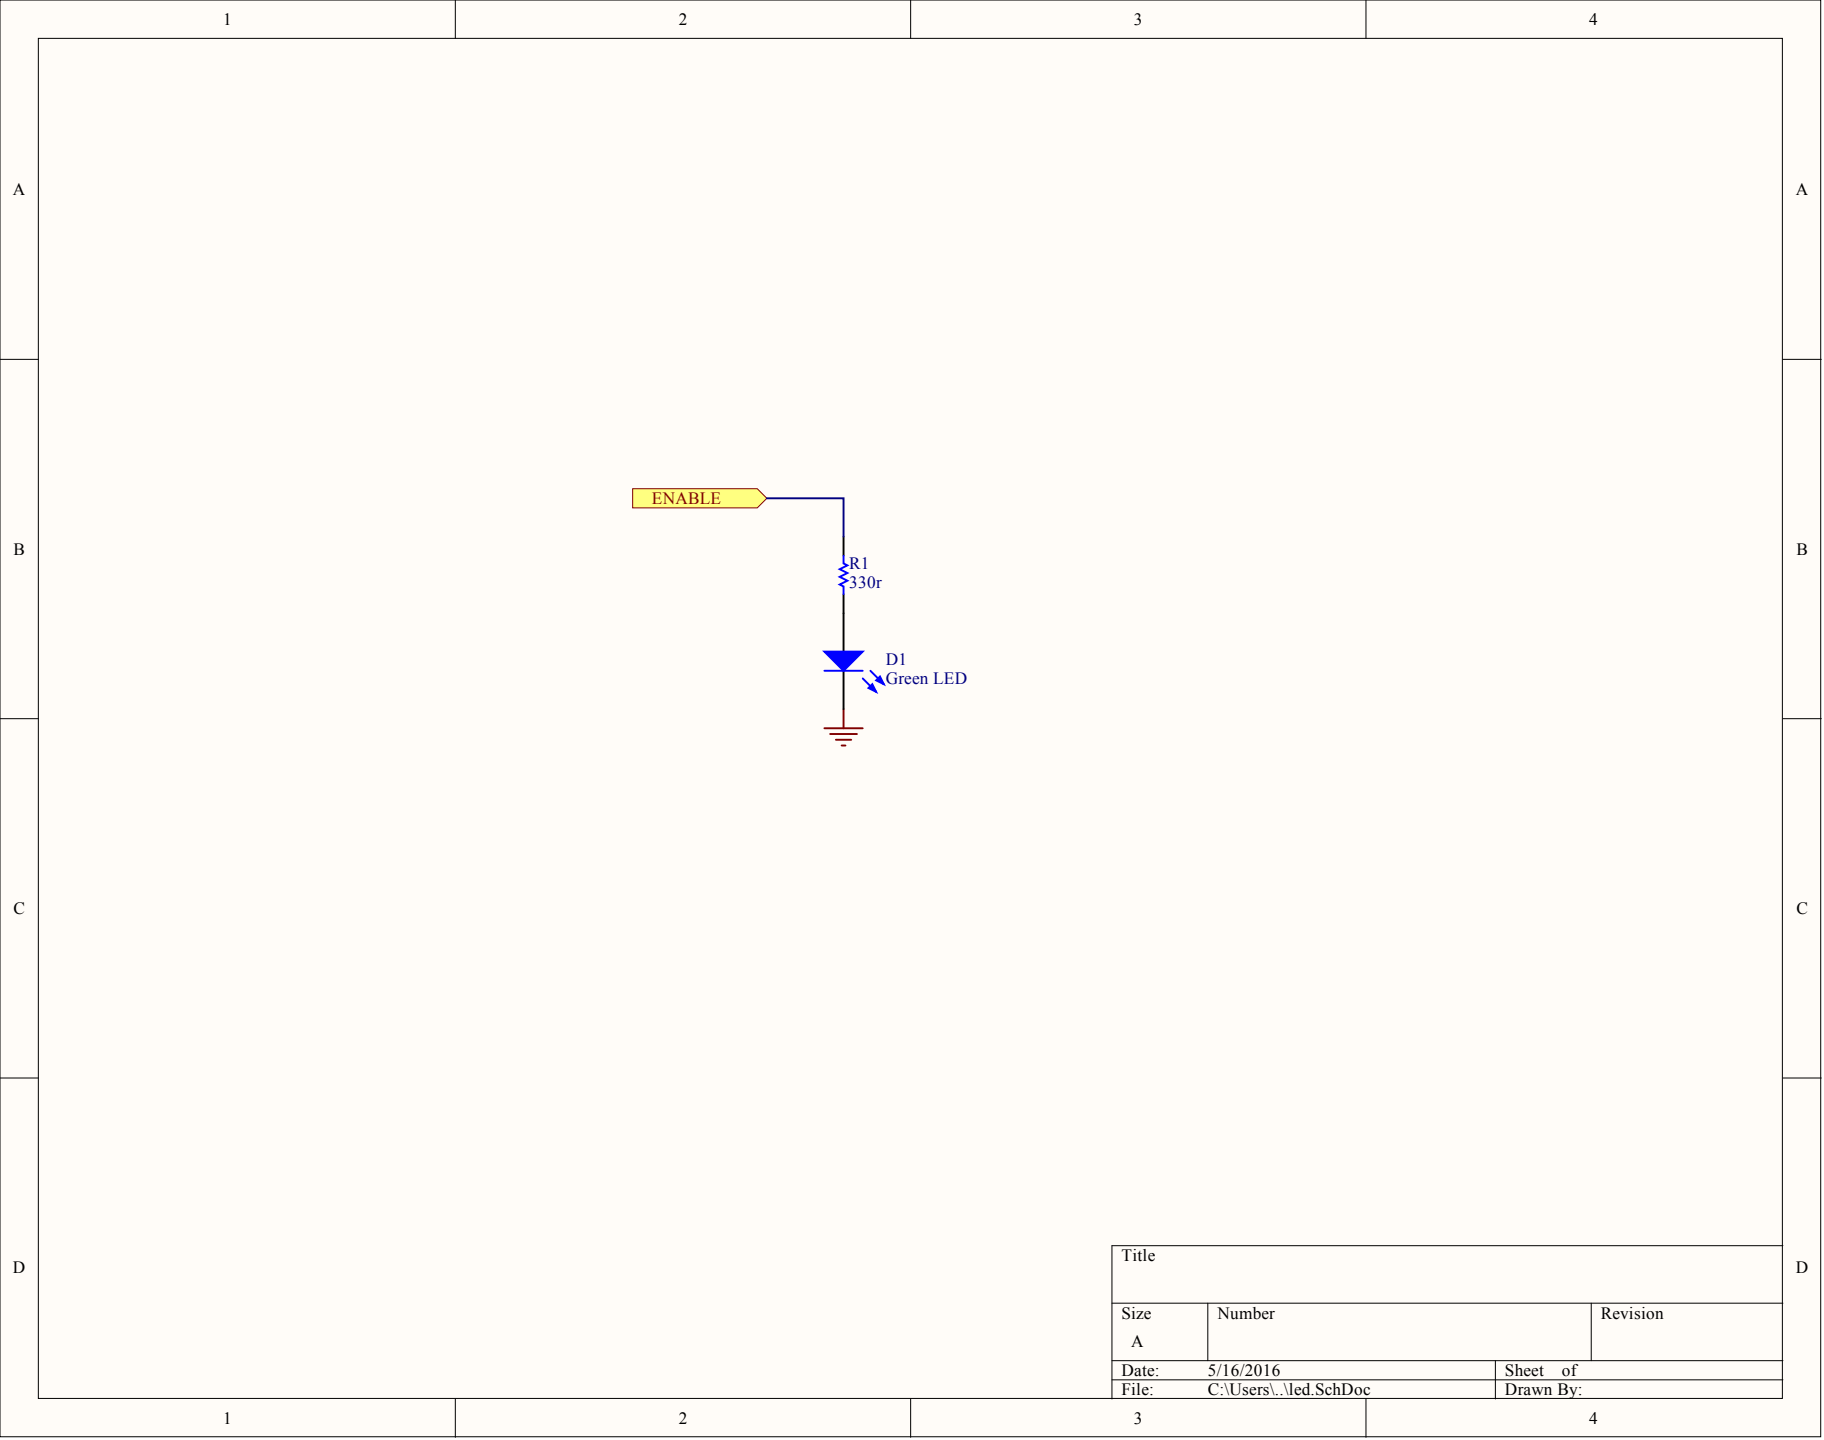 1 2 3 4
A A
ENABLE
B B
R1
330r
D1
Green LED
C C
D D
Title
Size Number Revision
A
Date: 5/16/2016 Sheet of
File: C:\Users\..\led.SchDoc Drawn By:
1 2 3 4